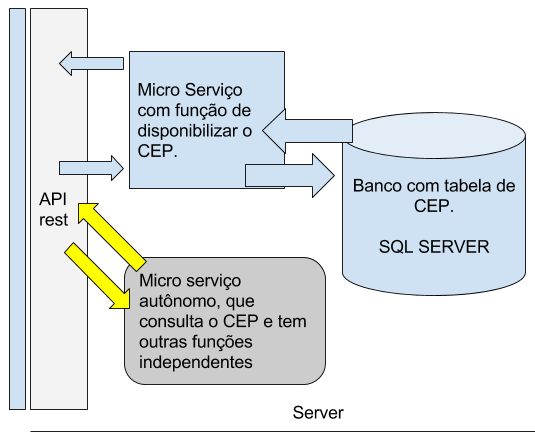 Micro Serviço
com função de
disponibilizar o
CEP.
Banco com tabela de
CEP.
SQL SERVER
API
rest
Micro serviço
autônomo, que
consulta o CEP e tem
outras funções
independentes
Server